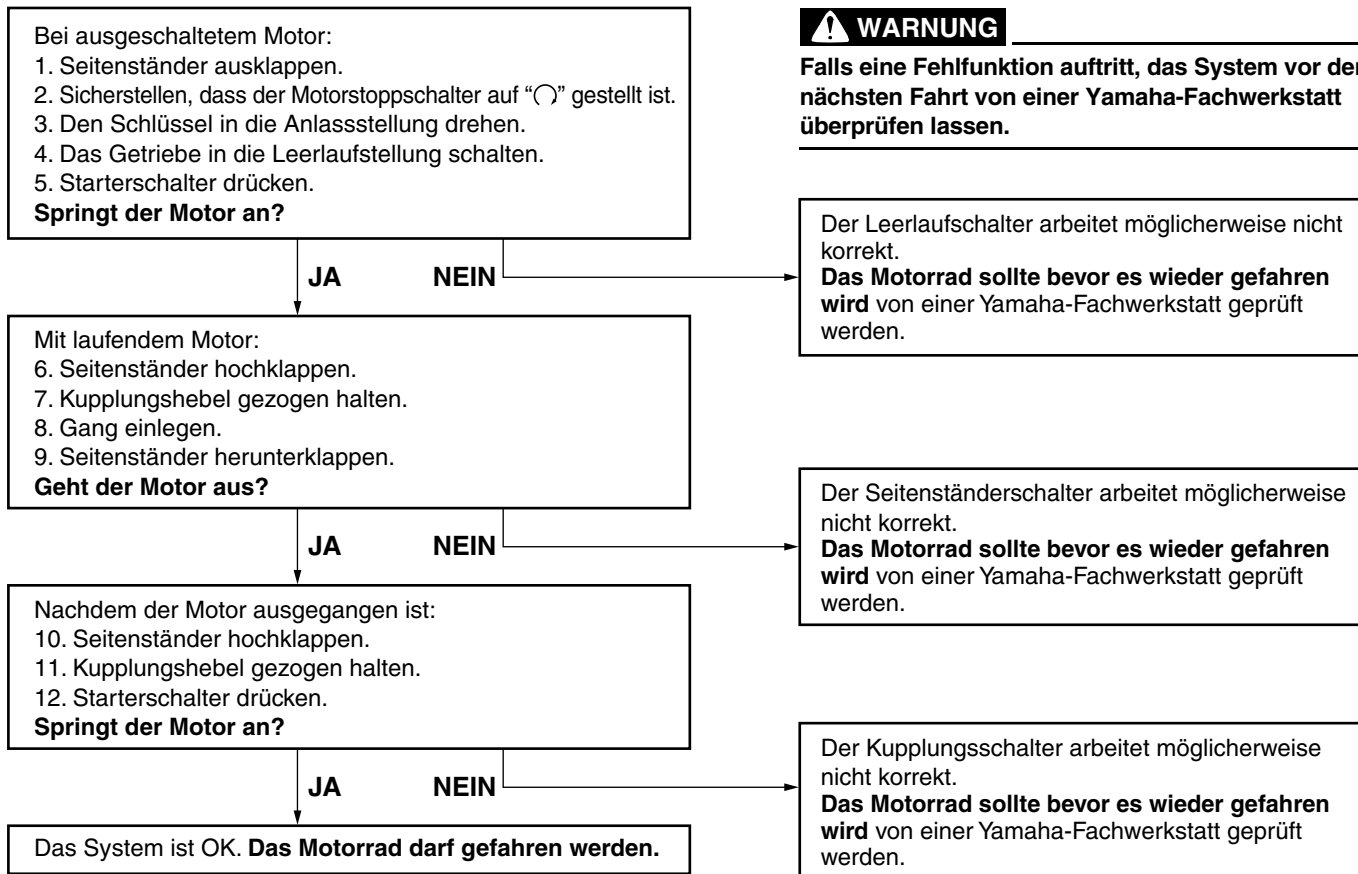 Bei ausgeschaltetem Motor:
1. Seitenständer ausklappen.
2. Sicherstellen, dass der Motorstoppschalter auf “○” gestellt ist.
3. Den Schlüssel in die Anlassstellung drehen.
4. Das Getriebe in die Leerlaufstellung schalten.
5. Starterschalter drücken.
Springt der Motor an?
WARNUNG
Falls eine Fehlfunktion auftritt, das System vor der
nächsten Fahrt von einer Yamaha-Fachwerkstatt
überprüfen lassen.
JA NEIN
Der Leerlaufschalter arbeitet möglicherweise nicht
korrekt.
Das Motorrad sollte bevor es wieder gefahren
wird von einer Yamaha-Fachwerkstatt geprüft
werden.
Mit laufendem Motor:
6. Seitenständer hochklappen.
7. Kupplungshebel gezogen halten.
8. Gang einlegen.
9. Seitenständer herunterklappen.
Geht der Motor aus?
JA NEIN
Der Seitenständerschalter arbeitet möglicherweise
nicht korrekt.
Das Motorrad sollte bevor es wieder gefahren
wird von einer Yamaha-Fachwerkstatt geprüft
werden.
Nachdem der Motor ausgegangen ist:
10. Seitenständer hochklappen.
11. Kupplungshebel gezogen halten.
12. Starterschalter drücken.
Springt der Motor an?
JA NEIN
Der Kupplungsschalter arbeitet möglicherweise
nicht korrekt.
Das Motorrad sollte bevor es wieder gefahren
wird von einer Yamaha-Fachwerkstatt geprüft
werden.
Das System ist OK. Das Motorrad darf gefahren werden.